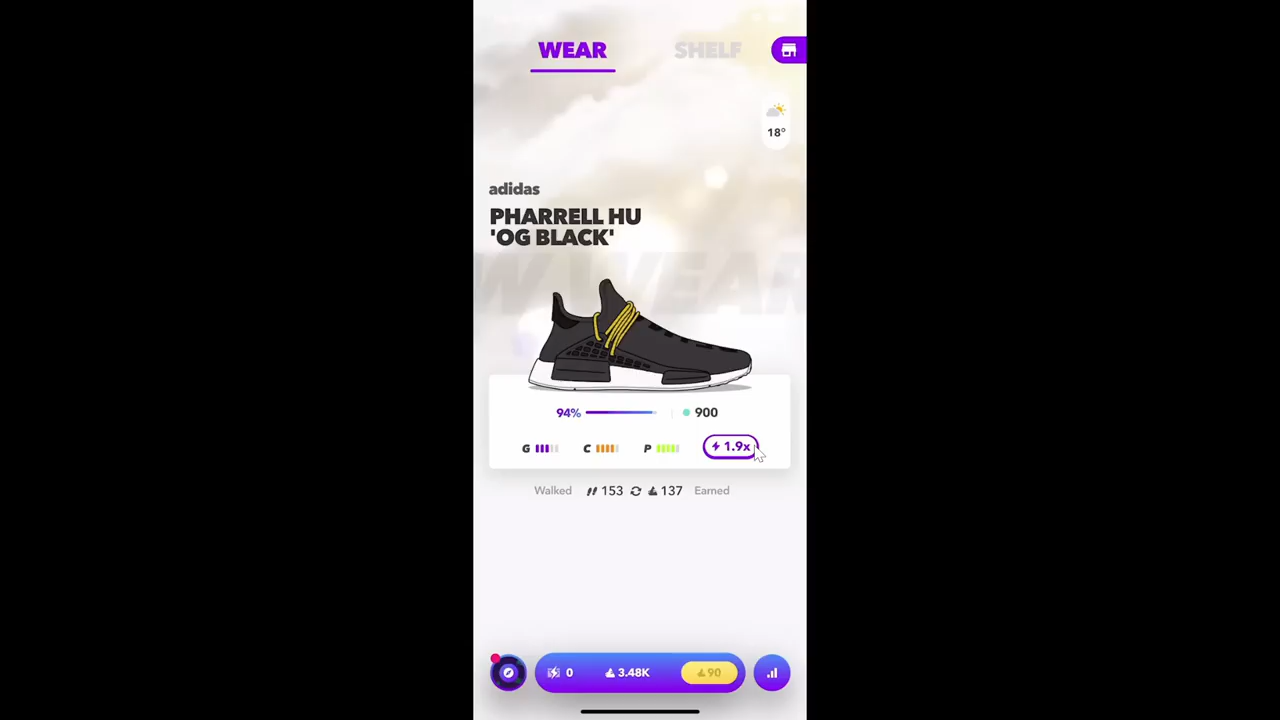 WEAR SHELF
18°
adidas
PHARRELL HU
'OG BLACK'
WEAR
94% 900
G C P 1.9x
Walked 153 137 Earned
0 3.48K 90